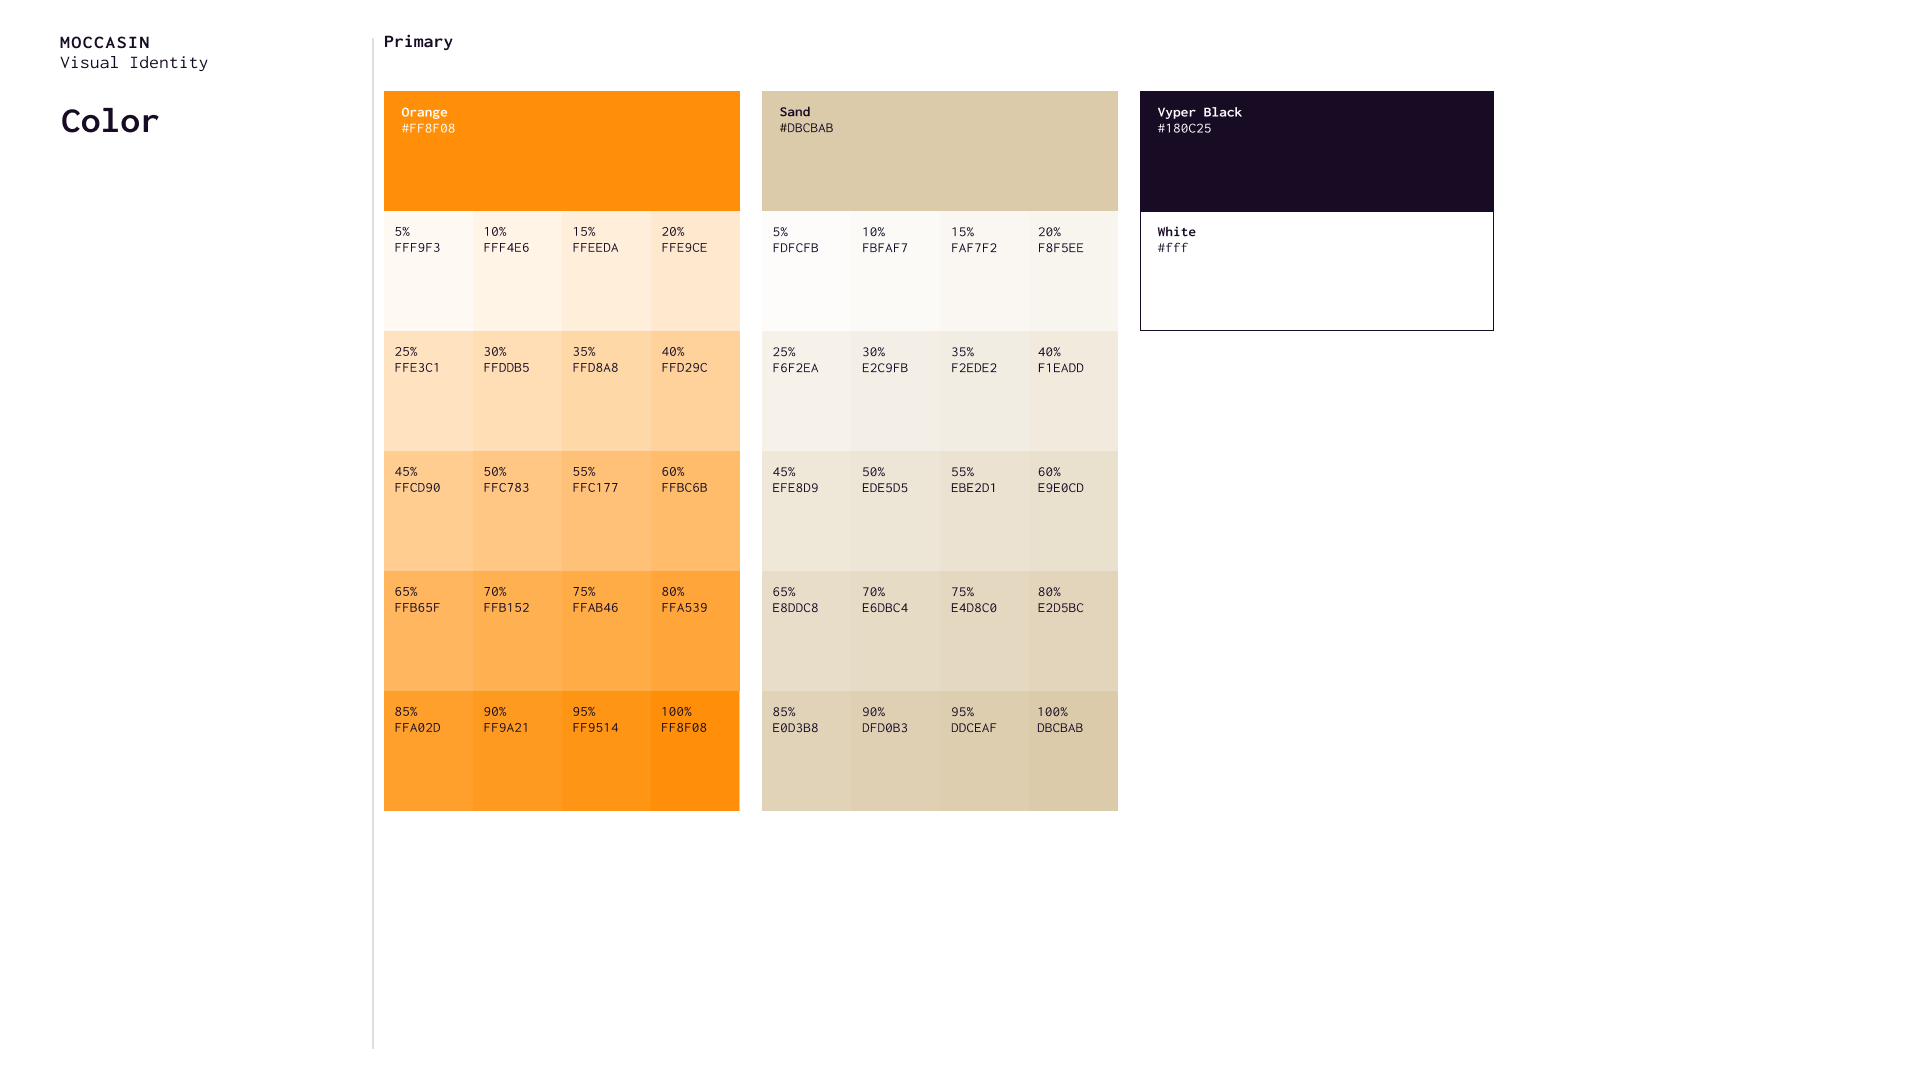 MOCCASIN
Visual Identity
Color
Primary
Orange
#FF8F08
5% 10% 15% 20%
FFF9F3 FFF4E6 FFEEDA FFE9CE
25% 30% 35% 40%
FFE3C1 FFDDB5 FFD8A8 FFD29C
45% 50% 55% 60%
FFCD90 FFC783 FFC177 FFBC6B
65% 70% 75% 80%
FFB65F FFB152 FFAB46 FFA539
85% 90% 95% 100%
FFA02D FF9A21 FF9514 FF8F08
Sand
#DBCBAB
5% 10% 15% 20%
FDFCFB FBFAF7 FAF7F2 F8F5EE
25% 30% 35% 40%
F6F2EA E2C9FB F2EDE2 F1EADD
45% 50% 55% 60%
EFE8D9 EDE5D5 EBE2D1 E9E0CD
65% 70% 75% 80%
E8DDC8 E6DBC4 E4D8C0 E2D5BC
85% 90% 95% 100%
E0D3B8 DFD0B3 DDCEAF DBCBAB
Vyper Black
#180C25
White
#fff